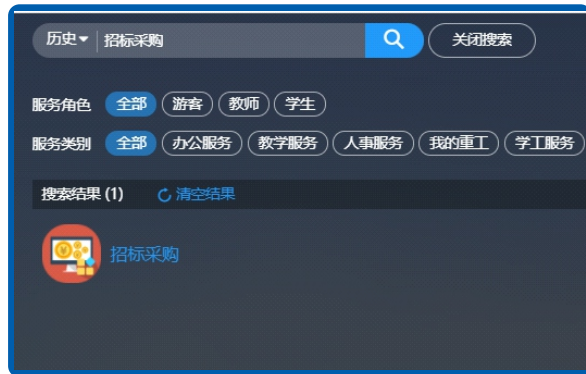 历史 招标采购 关闭搜索
服务角色 全部 游客 教师 学生
服务类别 全部 办公服务 教学服务 人事服务 我的重工 学工服务
搜索结果 (1) 清空结果
招标采购